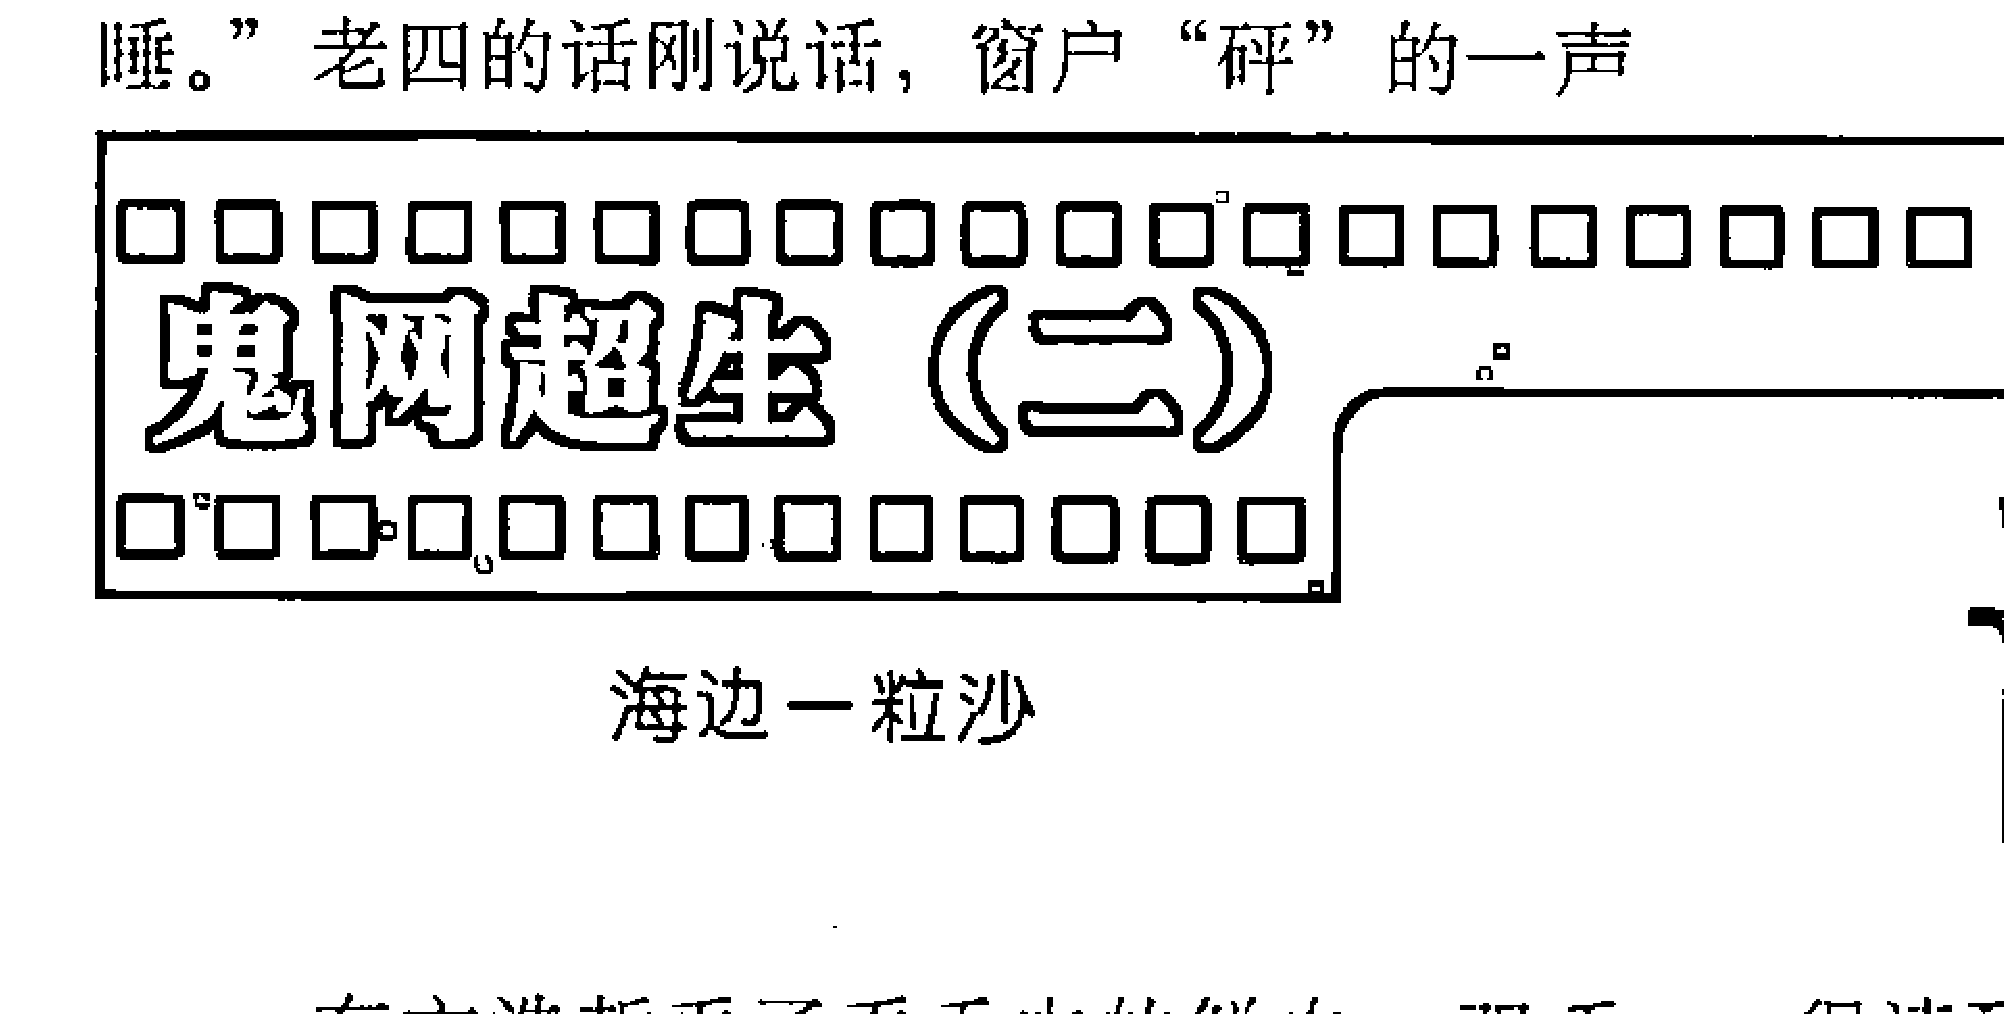 睡。”老四的话刚说话，窗户“砰”的一声
鬼网超生（二）
海边一粒沙